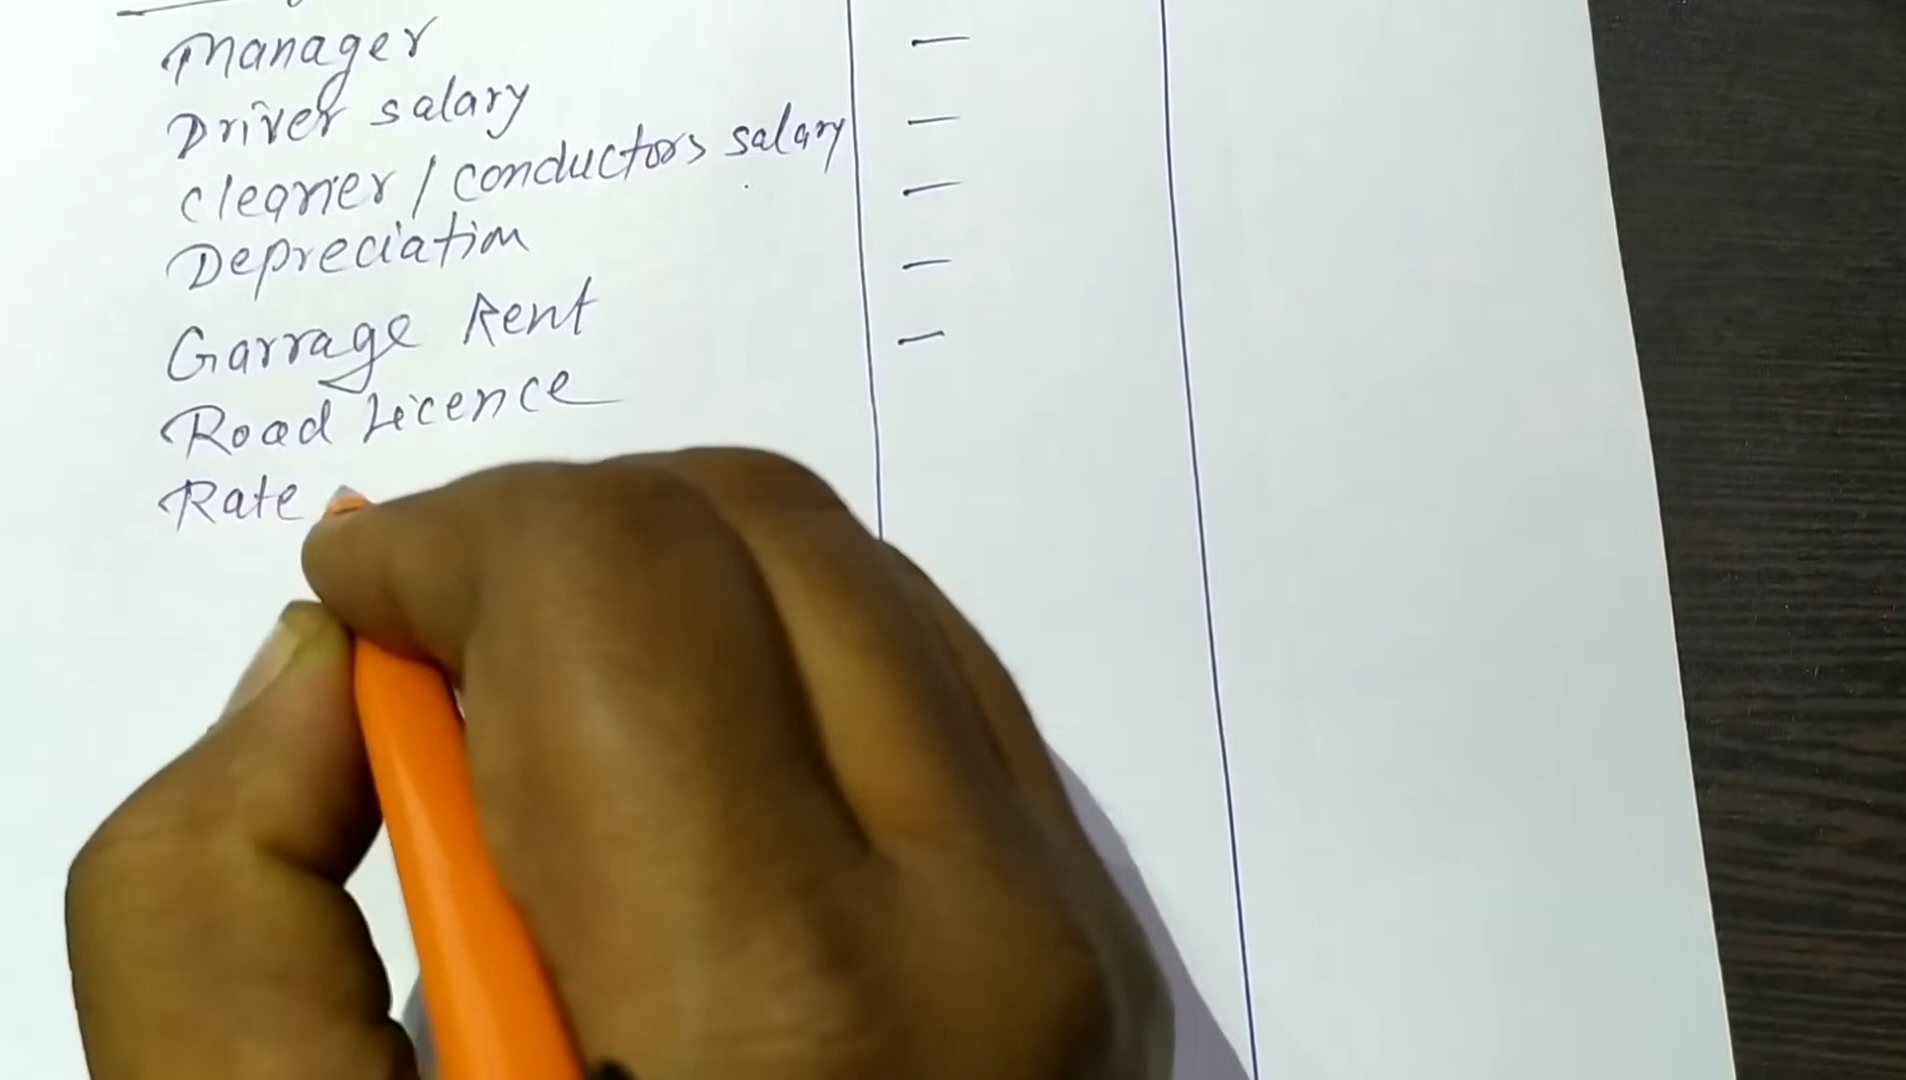 Manager —
Driver salary —
Cleaner / conductors salary —
Depreciation —
Garrage Rent —
Road Licence
Rate